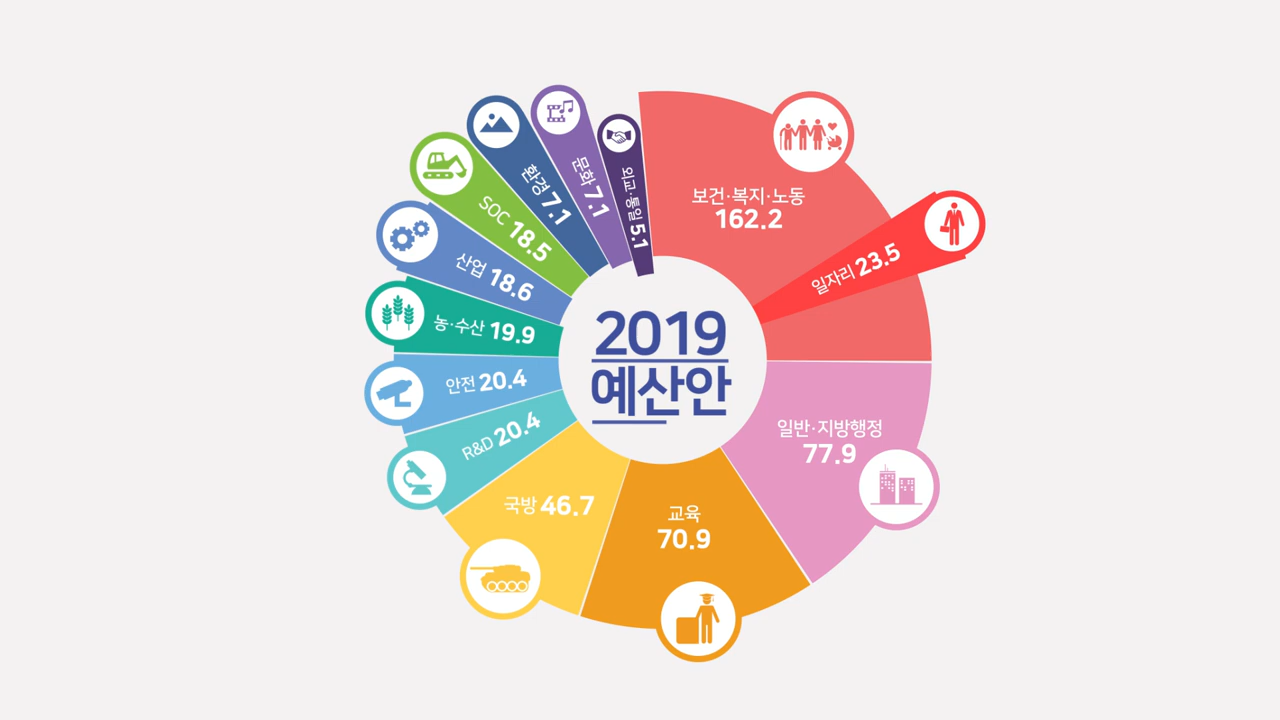 2019
예산안
보건·복지·노동
162.2
일자리 23.5
일반·지방행정
77.9
교육
70.9
국방 46.7
R&D 20.4
안전 20.4
농·수산 19.9
산업 18.6
SOC 18.5
환경 7.1
문화 7.1
외교·통일 5.1